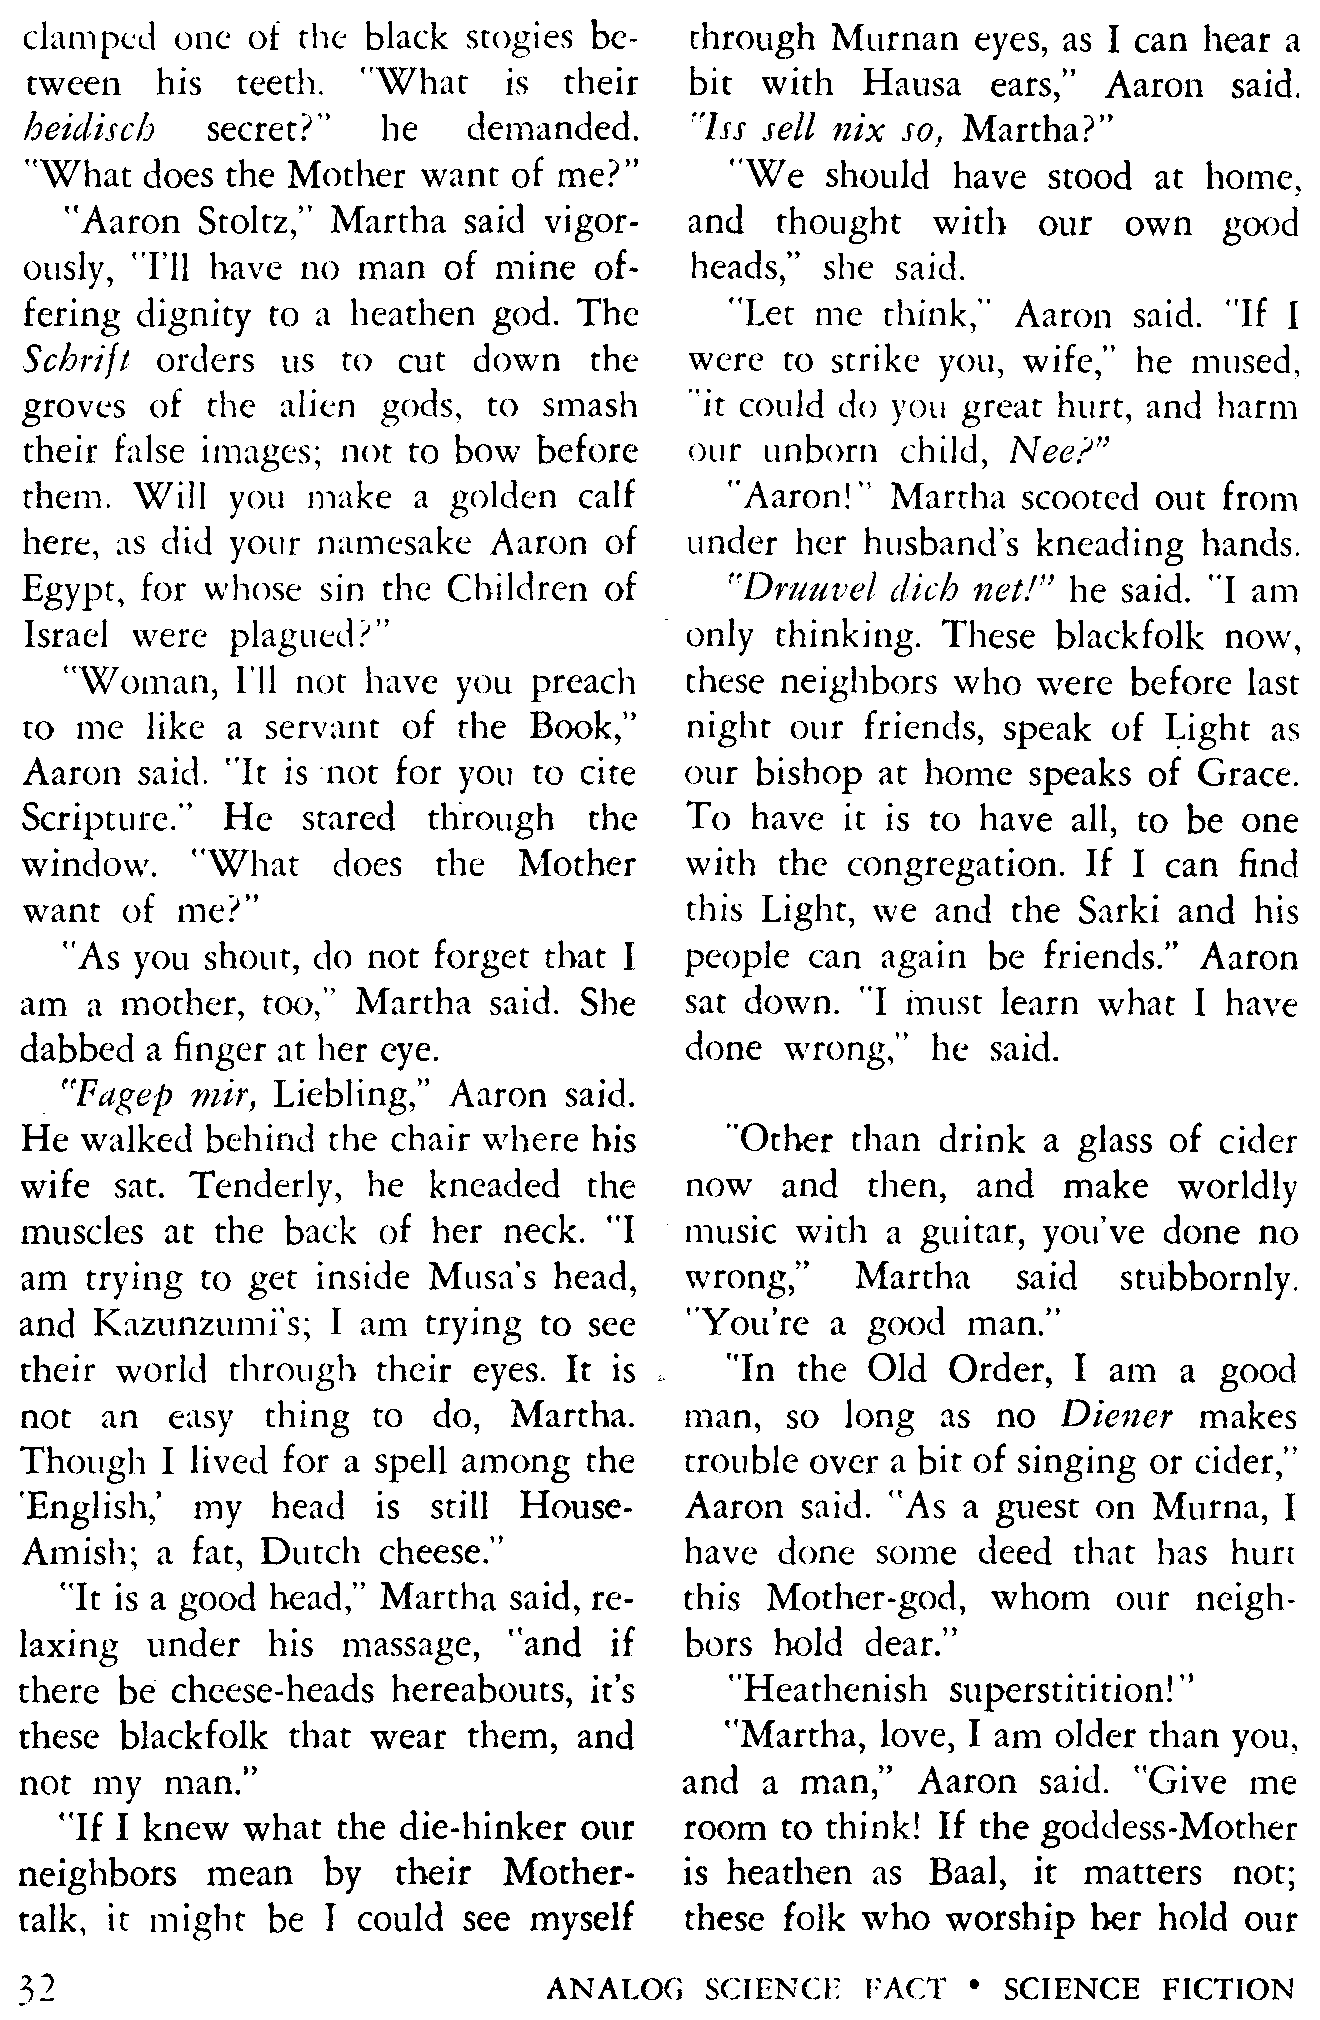 clamped one of the black stogies be-
tween his teeth. "What is their
heidisch secret?" he demanded.
"What does the Mother want of me?"
"Aaron Stoltz," Martha said vigor-
ously, "I'll have no man of mine of-
fering dignity to a heathen god. The
Schrift orders us to cut down the
groves of the alien gods, to smash
their false images; not to bow before
them. Will you make a golden calf
here, as did your namesake Aaron of
Egypt, for whose sin the Children of
Israel were plagued?"
"Woman, I'll not have you preach
to me like a servant of the Book,"
Aaron said. "It is not for you to cite
Scripture." He stared through the
window. "What does the Mother
want of me?"
"As you shout, do not forget that I
am a mother, too," Martha said. She
dabbed a finger at her eye.
"Fagep mir, Liebling," Aaron said.
He walked behind the chair where his
wife sat. Tenderly, he kneaded the
muscles at the back of her neck. "I
am trying to get inside Musa's head,
and Kazunzumi's; I am trying to see
their world through their eyes. It is
not an easy thing to do, Martha.
Though I lived for a spell among the
'English,' my head is still House-
Amish; a fat, Dutch cheese."
"It is a good head," Martha said, re-
laxing under his massage, "and if
there be cheese-heads hereabouts, it's
these blackfolk that wear them, and
not my man."
"If I knew what the die-hinker our
neighbors mean by their Mother-
talk, it might be I could see myself
through Murnan eyes, as I can hear a
bit with Hausa ears," Aaron said.
"Iss sell nix so, Martha?"
"We should have stood at home,
and thought with our own good
heads," she said.
"Let me think," Aaron said. "If I
were to strike you, wife," he mused,
"it could do you great hurt, and harm
our unborn child, Nee?"
"Aaron!" Martha scooted out from
under her husband's kneading hands.
"Druuvel dich net!" he said. "I am
only thinking. These blackfolk now,
these neighbors who were before last
night our friends, speak of Light as
our bishop at home speaks of Grace.
To have it is to have all, to be one
with the congregation. If I can find
this Light, we and the Sarki and his
people can again be friends." Aaron
sat down. "I must learn what I have
done wrong," he said.
"Other than drink a glass of cider
now and then, and make worldly
music with a guitar, you've done no
wrong," Martha said stubbornly.
"You're a good man."
"In the Old Order, I am a good
man, so long as no Diener makes
trouble over a bit of singing or cider,"
Aaron said. "As a guest on Murna, I
have done some deed that has hurt
this Mother-god, whom our neigh-
bors hold dear."
"Heathenish superstitition!"
"Martha, love, I am older than you,
and a man," Aaron said. "Give me
room to think! If the goddess-Mother
is heathen as Baal, it matters not;
these folk who worship her hold our
32 ANALOG SCIENCE FACT • SCIENCE FICTION